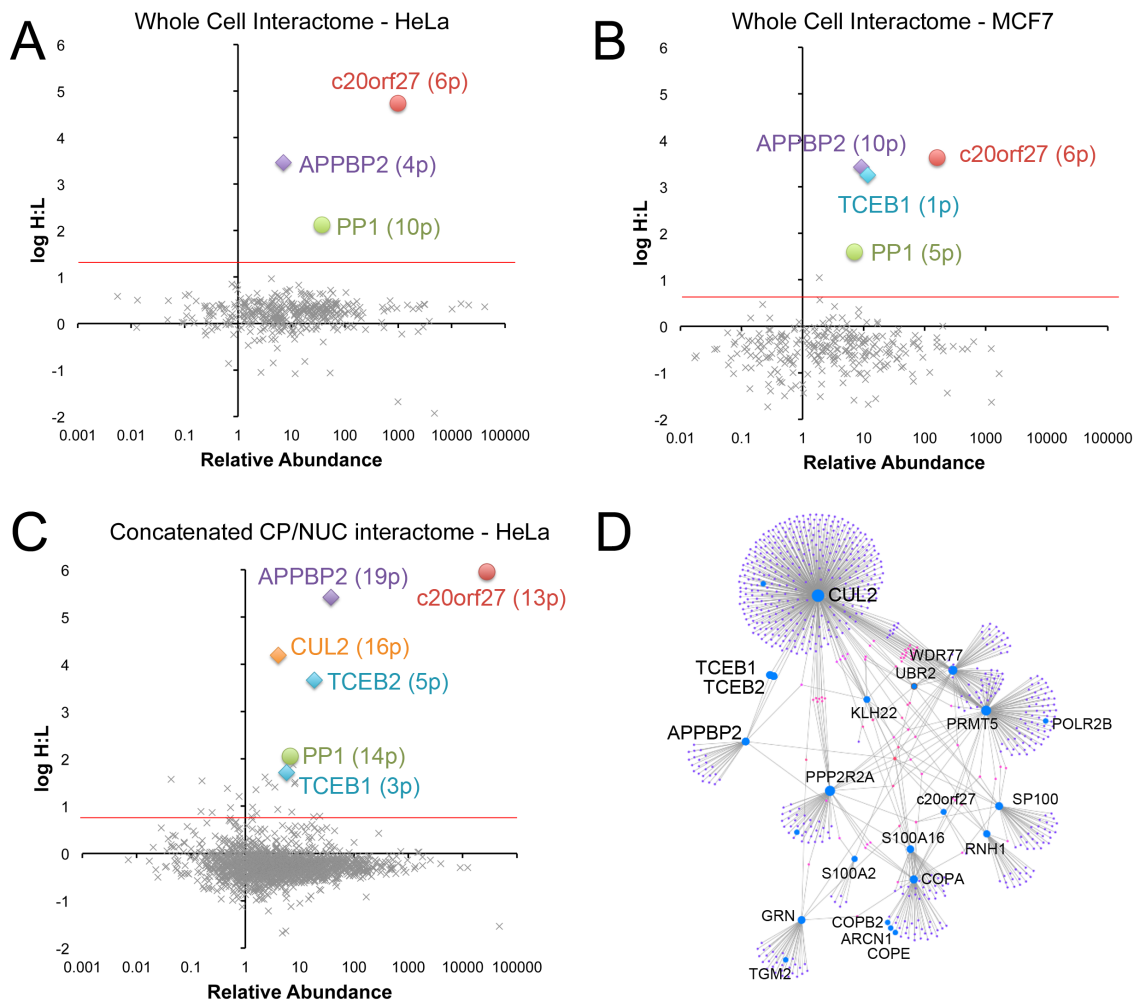 A
Whole Cell Interactome - HeLa
6
5
4
3
2
1
0
-1
-2
log H:L
c20orf27 (6p)
APPBP2 (4p)
PP1 (10p)
0.001 0.01 0.1 1 10 100 1000 10000 100000
Relative Abundance
B
Whole Cell Interactome - MCF7
6
5
4
3
2
1
0
-1
-2
log H:L
APPBP2 (10p)
c20orf27 (6p)
TCEB1 (1p)
PP1 (5p)
0.01 0.1 1 10 100 1000 10000 100000
Relative Abundance
C
Concatenated CP/NUC interactome - HeLa
6
5
4
3
2
1
0
-1
-2
log H:L
APPBP2 (19p)
c20orf27 (13p)
CUL2 (16p)
TCEB2 (5p)
PP1 (14p)
TCEB1 (3p)
0.001 0.01 0.1 1 10 100 1000 10000 100000
Relative Abundance
D
CUL2
WDR77
TCEB1
UBR2
TCEB2
KLH22
PRMT5
POLR2B
APPBP2
PPP2R2A
c20orf27
SP100
S100A16
RNH1
S100A2
COPA
GRN
COPB2
ARCN1
COPE
TGM2